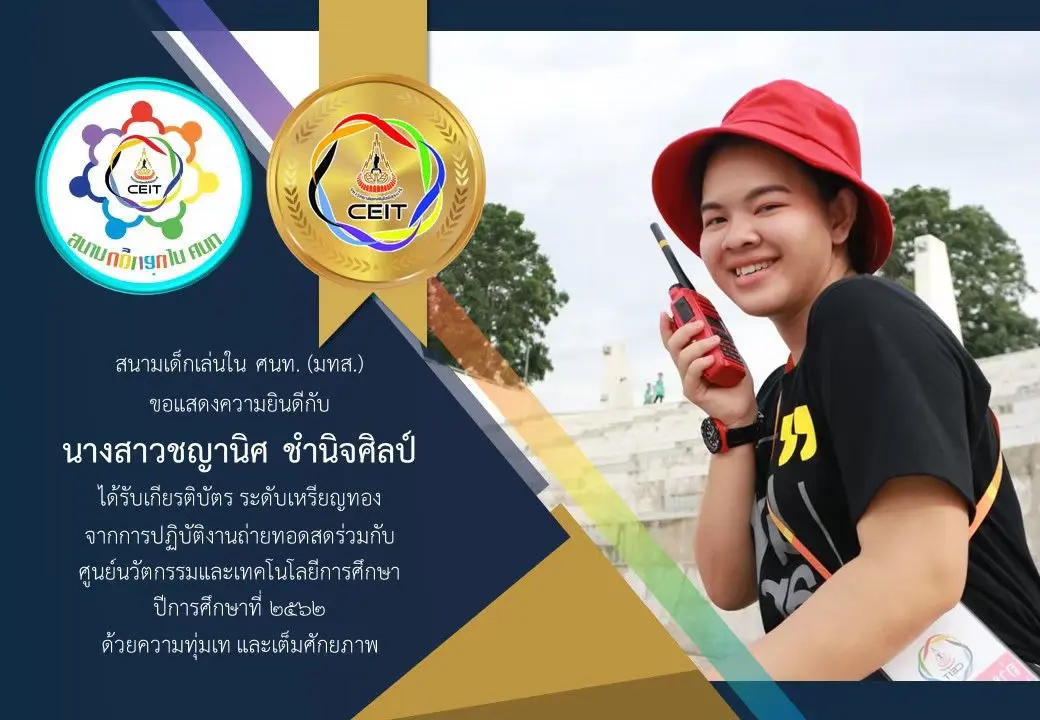 CEIT
สนามเด็กเล่นใน ศนท.
CEIT
สนามเด็กเล่นใน ศนท. (มทส.)
ขอแสดงความยินดีกับ
นางสาวชญานิศ ชำนิจศิลป์
ได้รับเกียรติบัตร ระดับเหรียญทอง
จากการปฏิบัติงานถ่ายทอดสดร่วมกับ
ศูนย์นวัตกรรมและเทคโนโลยีการศึกษา
ปีการศึกษาที่ ๒๕๖๒
ด้วยความทุ่มเท และเต็มศักยภาพ
CEIT